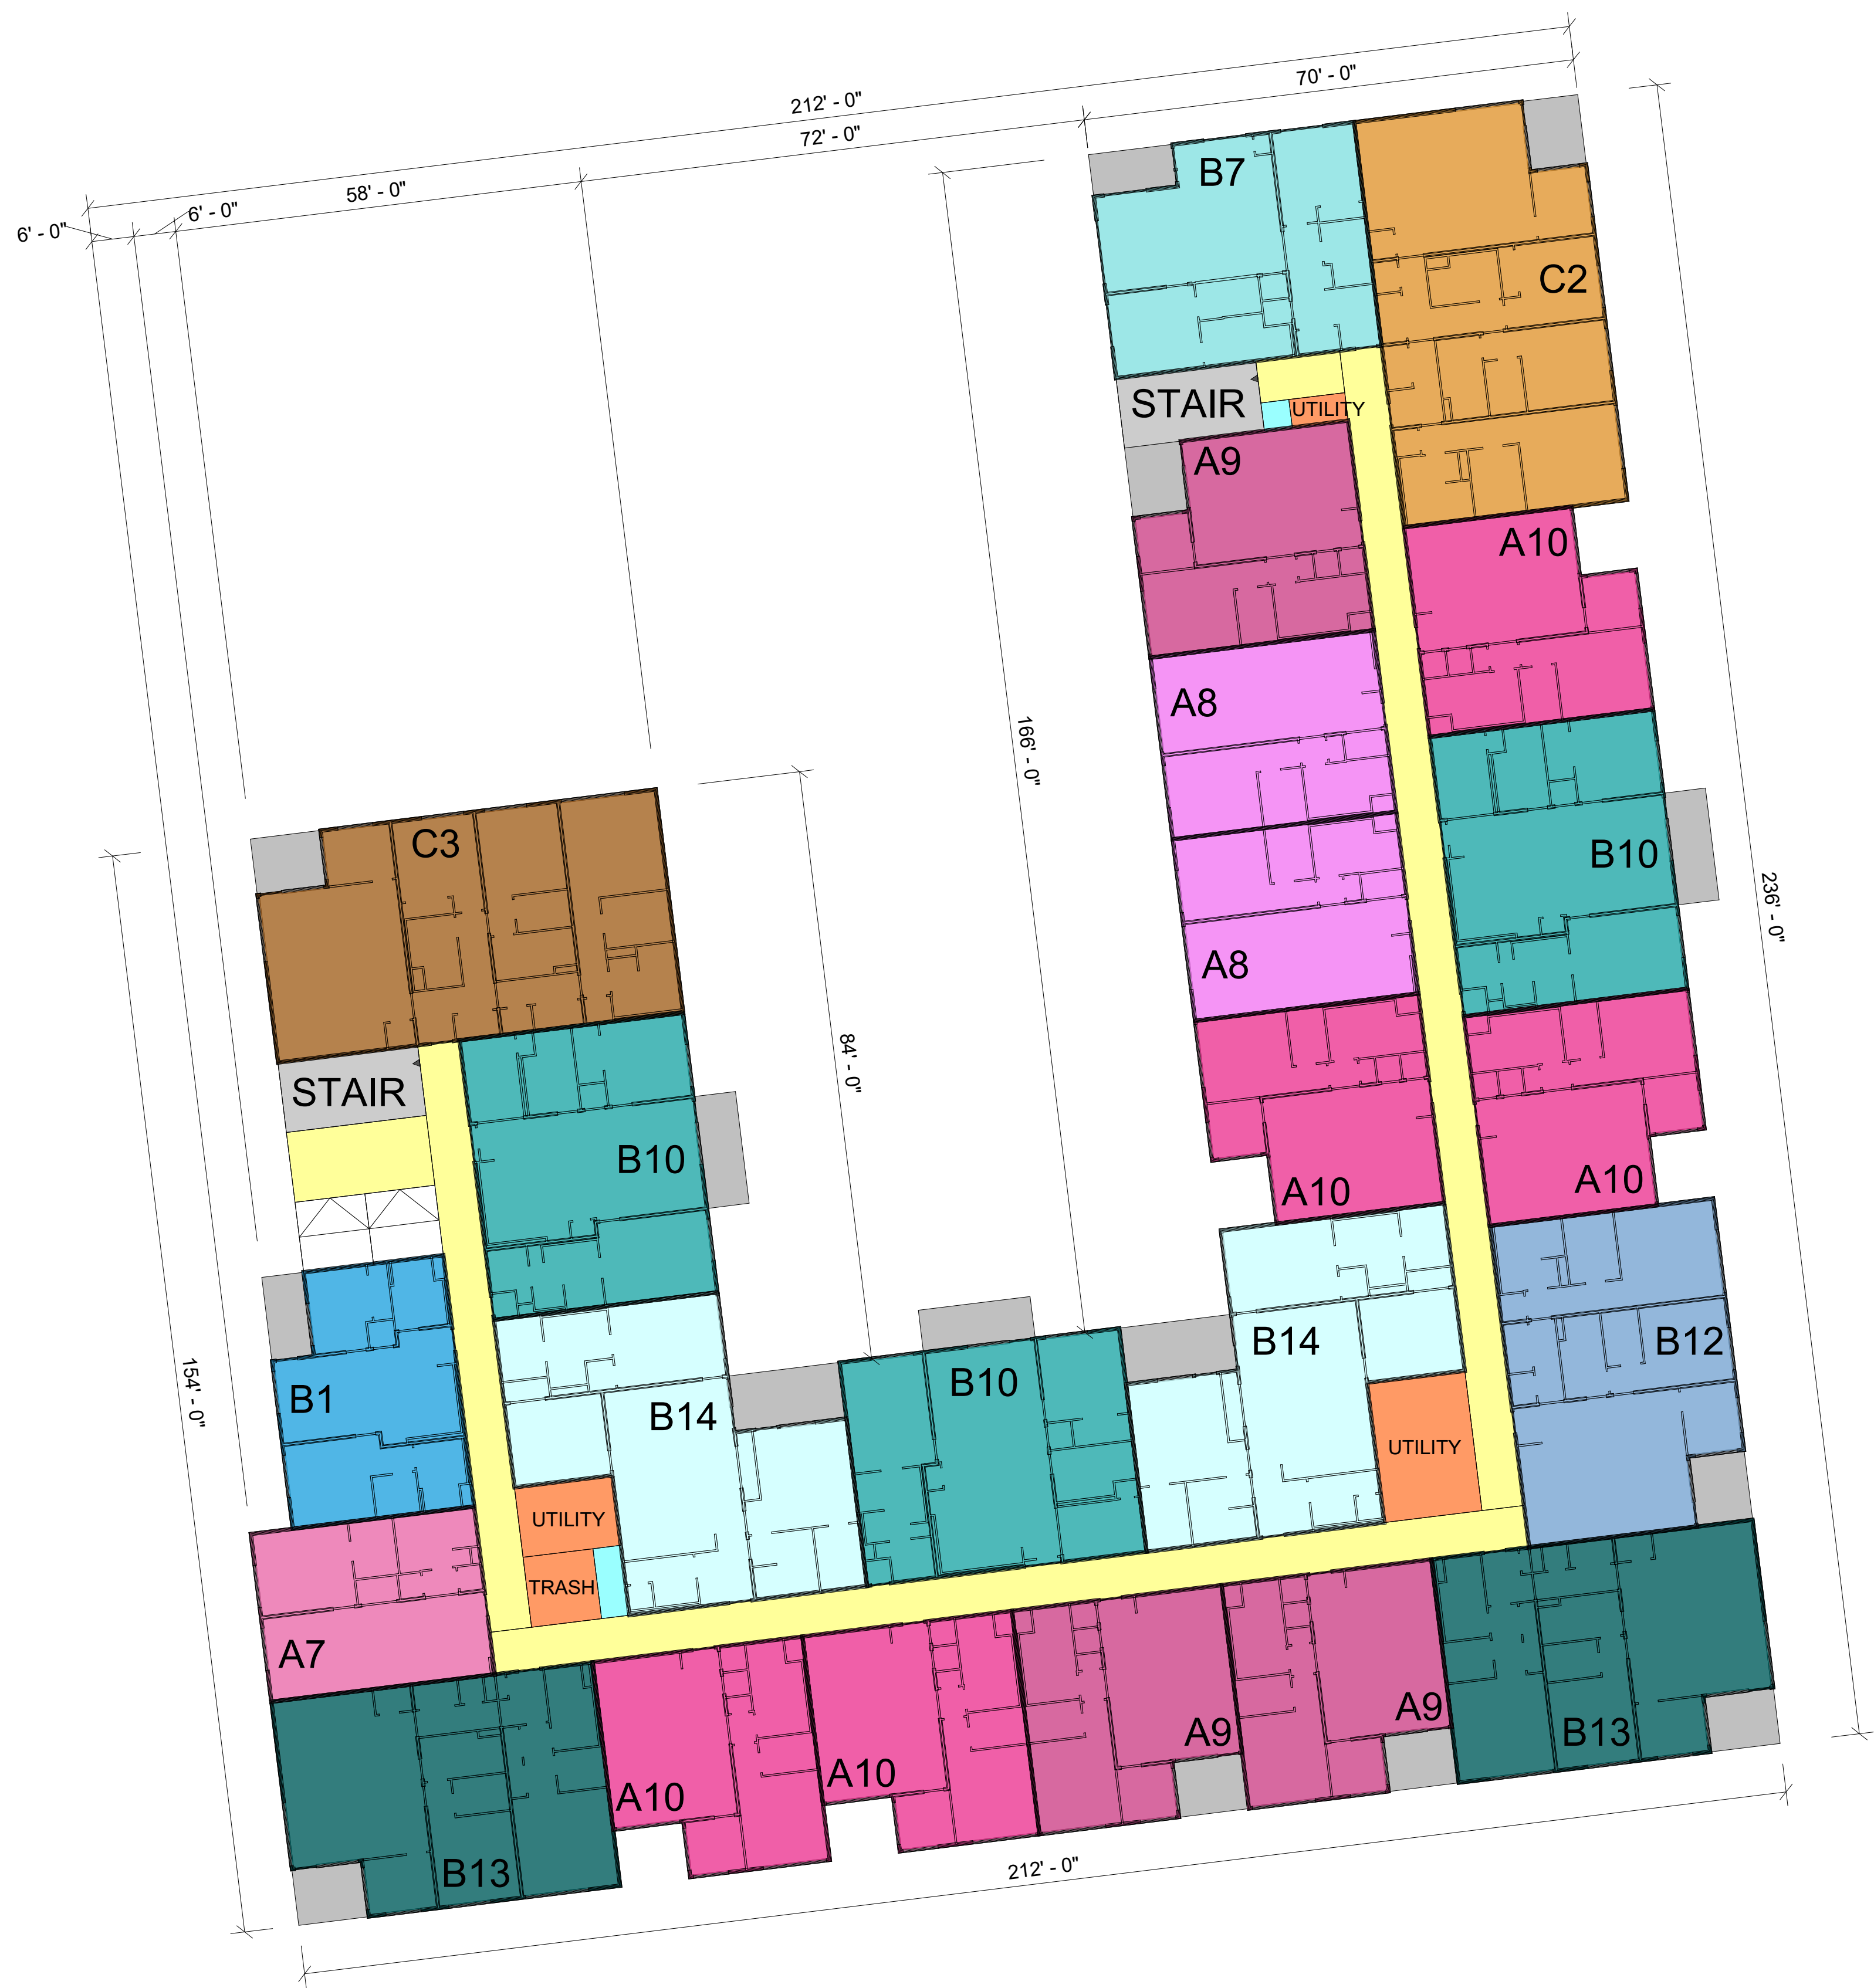 212' - 0"
70' - 0"
72' - 0"
58' - 0"
6' - 0"
6' - 0"
B7
C2
STAIR
UTILITY
A9
A10
A8
166' - 0"
C3
B10
236' - 0"
A8
STAIR
84' - 0"
B10
A10
A10
B1
B14
B10
B14
B12
154' - 0"
UTILITY
UTILITY
TRASH
A7
A10
A10
A9
A9
B13
B13
212' - 0"